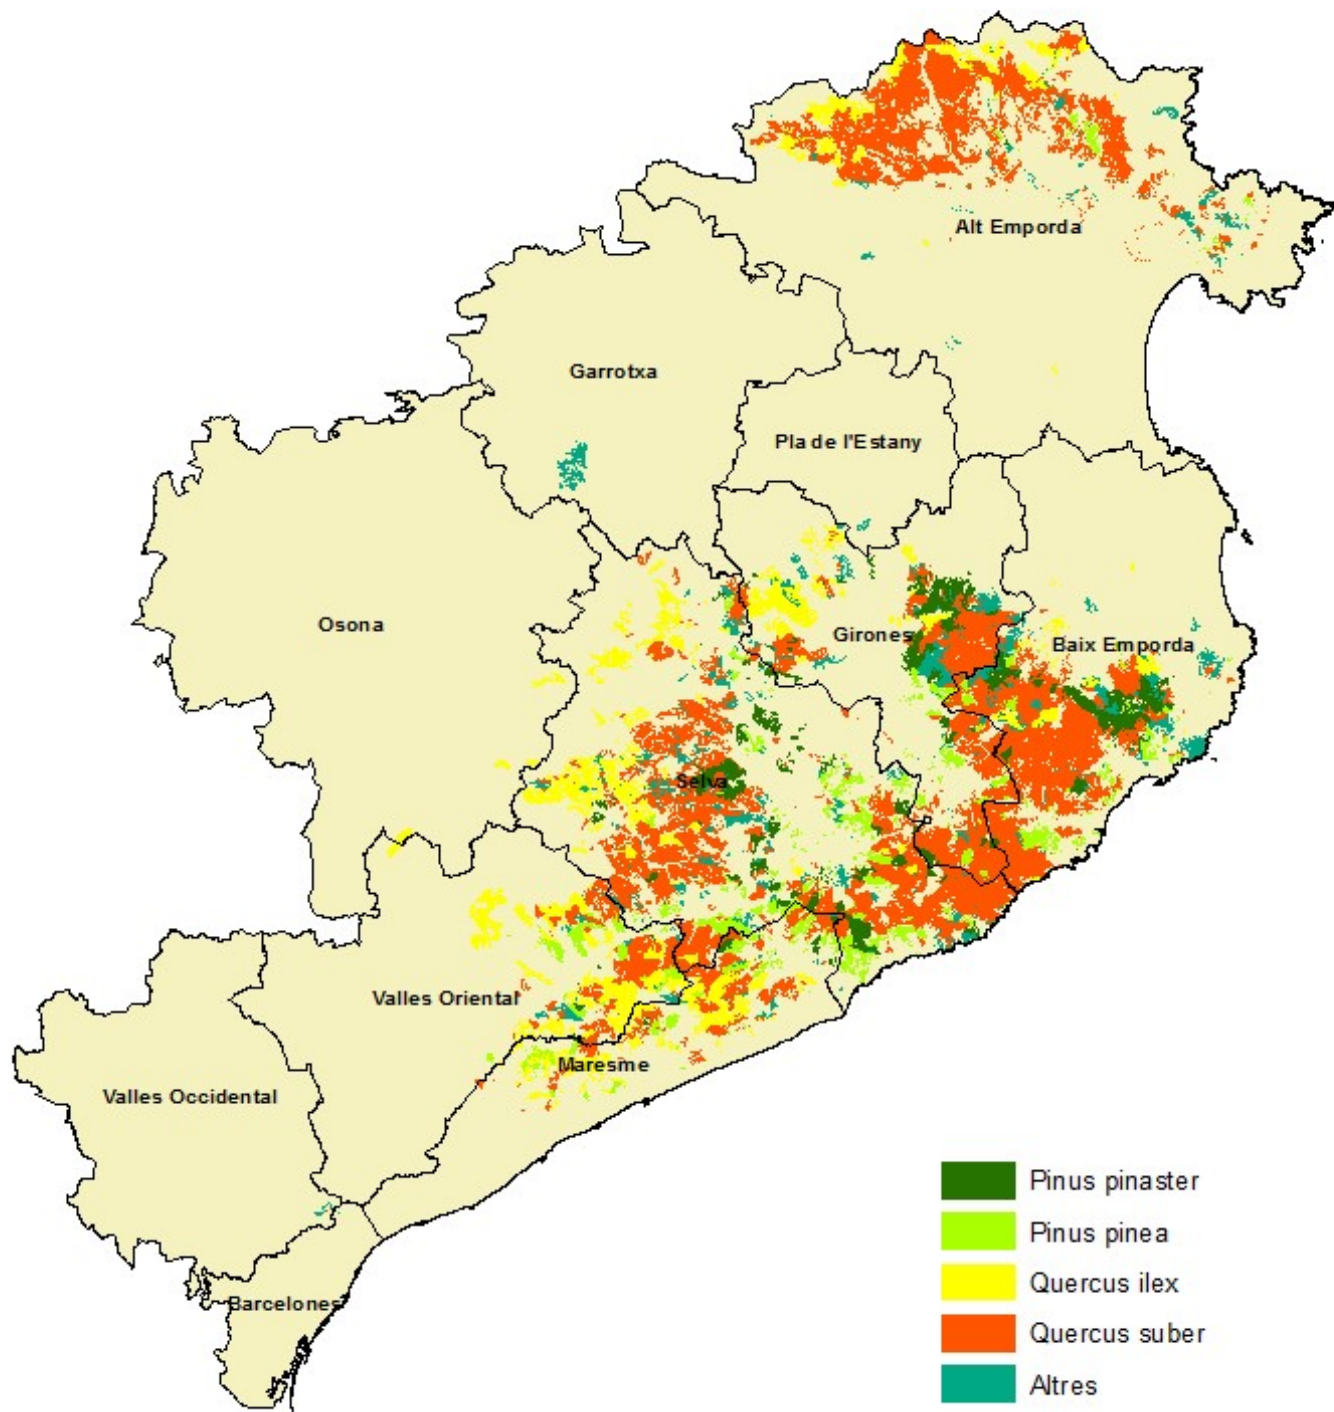 Alt Emporda
Garrotxa
Pla de l'Estany
Osona
Girones
Baix Emporda
Selva
Valles Oriental
Maresme
Valles Occidental
Barcelones
Pinus pinaster
Pinus pinea
Quercus ilex
Quercus suber
Altres